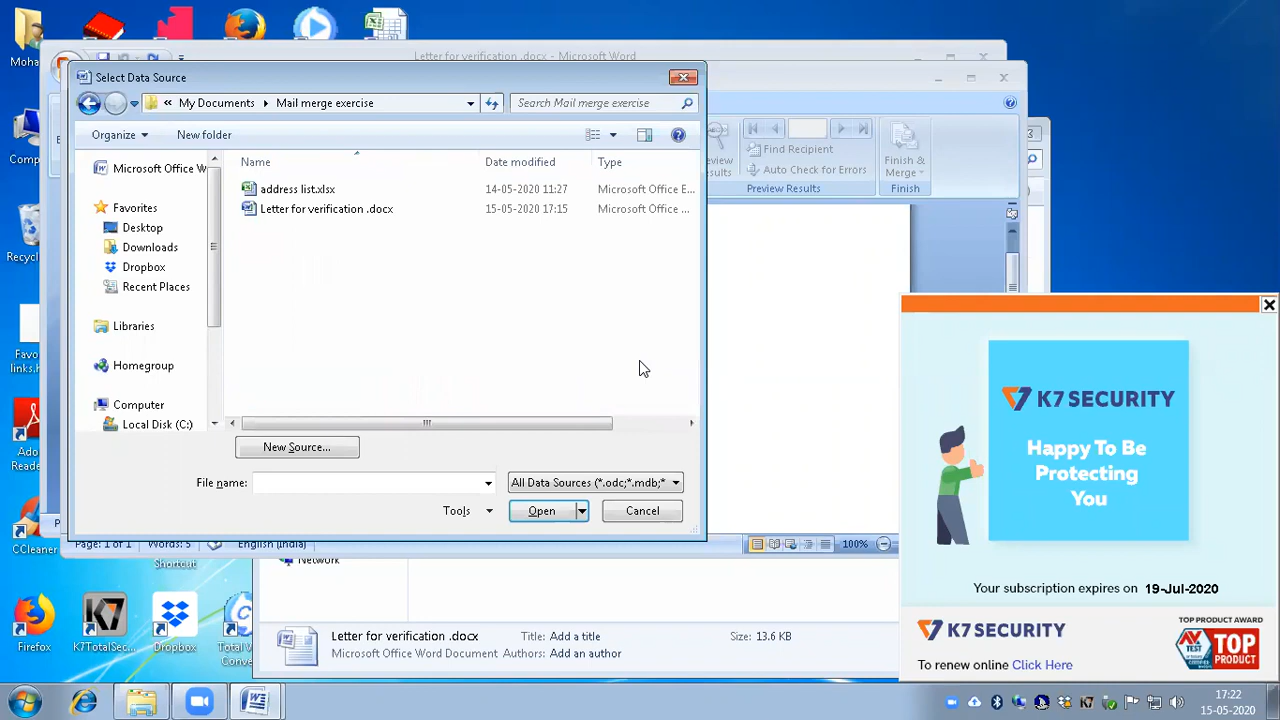 Moha
Letter for verification .docx - Microsoft Word
Select Data Source
« My Documents Mail merge exercise
Search Mail merge exercise
Organize New folder
Find Recipient
Auto Check for Errors
Preview Results
Finish & Merge
Finish
Comp
Microsoft Office W
Name Date modified Type
address list.xlsx 14-05-2020 11:27 Microsoft Office E...
Letter for verification .docx 15-05-2020 17:15 Microsoft Office ...
Favorites
Desktop
Downloads
Dropbox
Recent Places
Libraries
Homegroup
Computer
Local Disk (C:)
Recycl
Favo
links.h
Ado
Reade
New Source...
File name:
All Data Sources (*.odc;*.mdb;*
Tools Open Cancel
Page: 1 of 1 Words: 5 English (India) 100%
CCleaner
Shortcut
Network
Firefox
K7TotalSec...
Dropbox
Total V
Conve
Letter for verification .docx Title: Add a title Size: 13.6 KB
Microsoft Office Word Document Authors: Add an author
K7 SECURITY
Happy To Be
Protecting
You
Your subscription expires on 19-Jul-2020
K7 SECURITY
TOP PRODUCT AWARD
AV TEST
TOP
PRODUCT
To renew online Click Here
17:22
15-05-2020